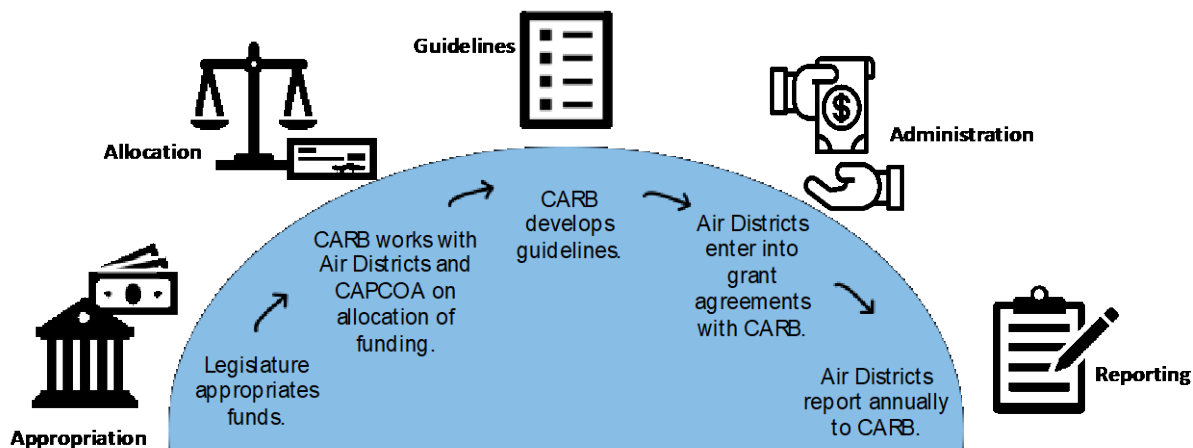 Guidelines
Allocation
Administration
Appropriation
Reporting
Legislature
appropriates
funds.
CARB works with
Air Districts and
CAPCOA on
allocation of
funding.
CARB
develops
guidelines.
Air Districts
enter into
grant
agreements
with CARB.
Air Districts
report annually
to CARB.
$